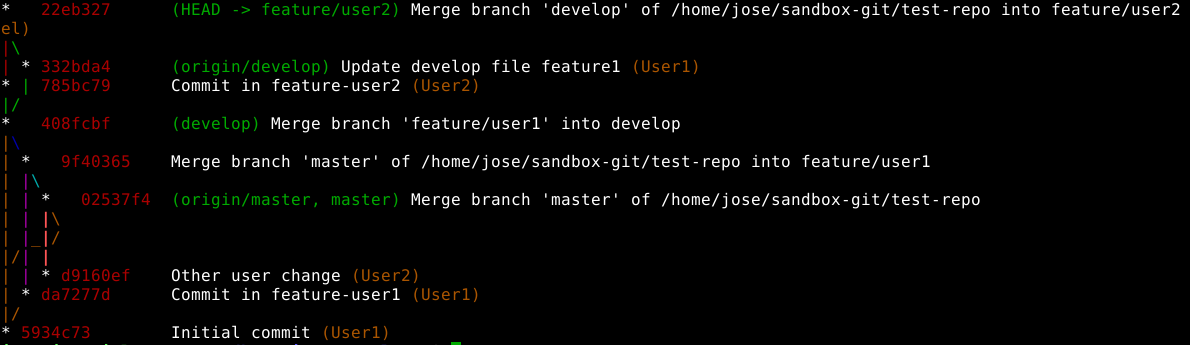 * 22eb327 (HEAD -> feature/user2) Merge branch 'develop' of /home/jose/sandbox-git/test-repo into feature/user2
el)
|\
| * 332bda4 (origin/develop) Update develop file feature1 (User1)
* | 785bc79 Commit in feature-user2 (User2)
|/
* 408fcbf (develop) Merge branch 'feature/user1' into develop
|\
| * 9f40365 Merge branch 'master' of /home/jose/sandbox-git/test-repo into feature/user1
| |\
| | * 02537f4 (origin/master, master) Merge branch 'master' of /home/jose/sandbox-git/test-repo
| | |\
| |_|/
|/| |
| | * d9160ef Other user change (User2)
| * da7277d Commit in feature-user1 (User1)
|/
* 5934c73 Initial commit (User1)